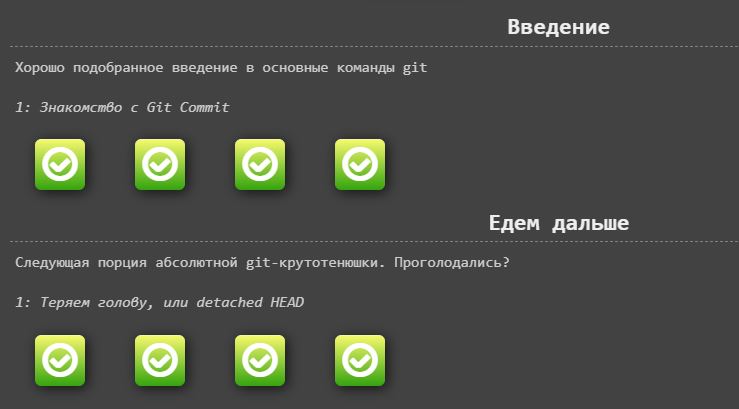 Введение
Хорошо подобранное введение в основные команды git
1: Знакомство с Git Commit
Едем дальше
Следующая порция абсолютной git-крутотенюшки. Проголодались?
1: Теряем голову, или detached HEAD